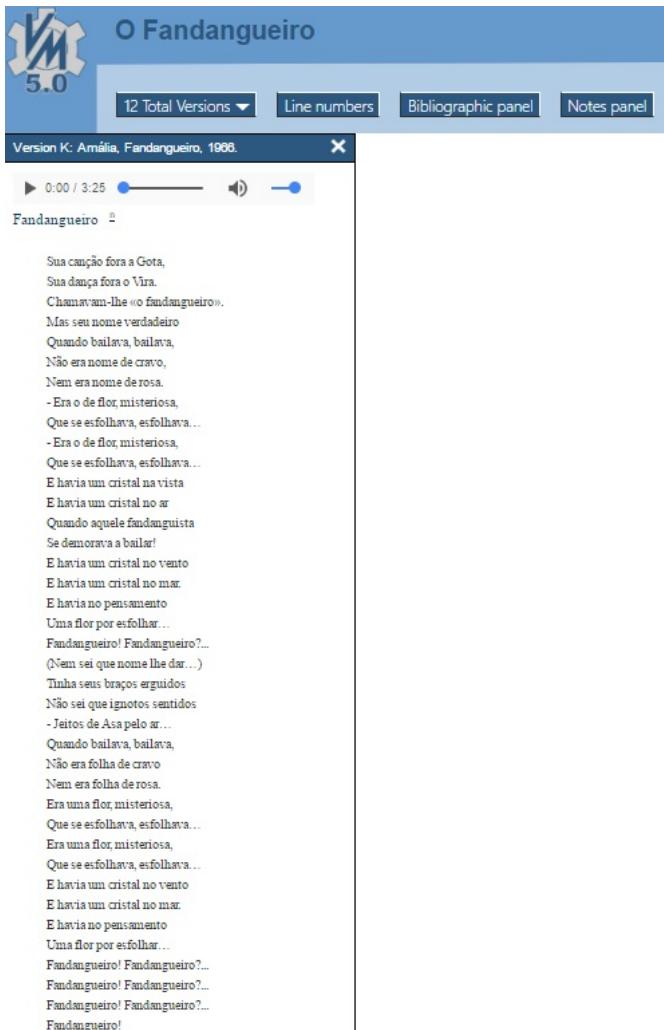 VM
5.0
O Fandangueiro
12 Total Versions
Line numbers
Bibliographic panel
Notes panel
Version K: Amália, Fandangueiro, 1966.
0:00 / 3:25
Fandangueiro n
Sua canção fora a Gota,
Sua dança fora o Vira.
Chamavam-lhe «o fandangueiro».
Mas seu nome verdadeiro
Quando bailava, bailava,
Não era nome de cravo,
Nem era nome de rosa.
- Era o de flor, misteriosa,
Que se esfolhava, esfolhava…
- Era o de flor, misteriosa,
Que se esfolhava, esfolhava…
E havia um cristal na vista
E havia um cristal no ar
Quando aquele fandanguista
Se demorava a bailar!
E havia um cristal no vento
E havia um cristal no mar.
E havia no pensamento
Uma flor por esfolhar…
Fandangueiro! Fandangueiro?...
(Nem sei que nome lhe dar…)
Tinha seus braços erguidos
Não sei que ignotos sentidos
- Jeitos de Asa pelo ar…
Quando bailava, bailava,
Não era folha de cravo
Nem era folha de rosa.
Era uma flor, misteriosa,
Que se esfolhava, esfolhava…
Era uma flor, misteriosa,
Que se esfolhava, esfolhava…
E havia um cristal no vento
E havia um cristal no mar.
E havia no pensamento
Uma flor por esfolhar…
Fandangueiro! Fandangueiro?...
Fandangueiro! Fandangueiro?...
Fandangueiro! Fandangueiro?...
Fandangueiro!